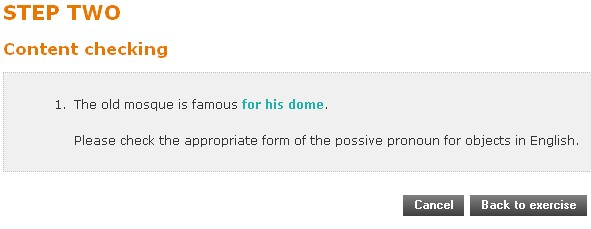 STEP TWO
Content checking
1. The old mosque is famous for his dome.
Please check the appropriate form of the possive pronoun for objects in English.
Cancel Back to exercise